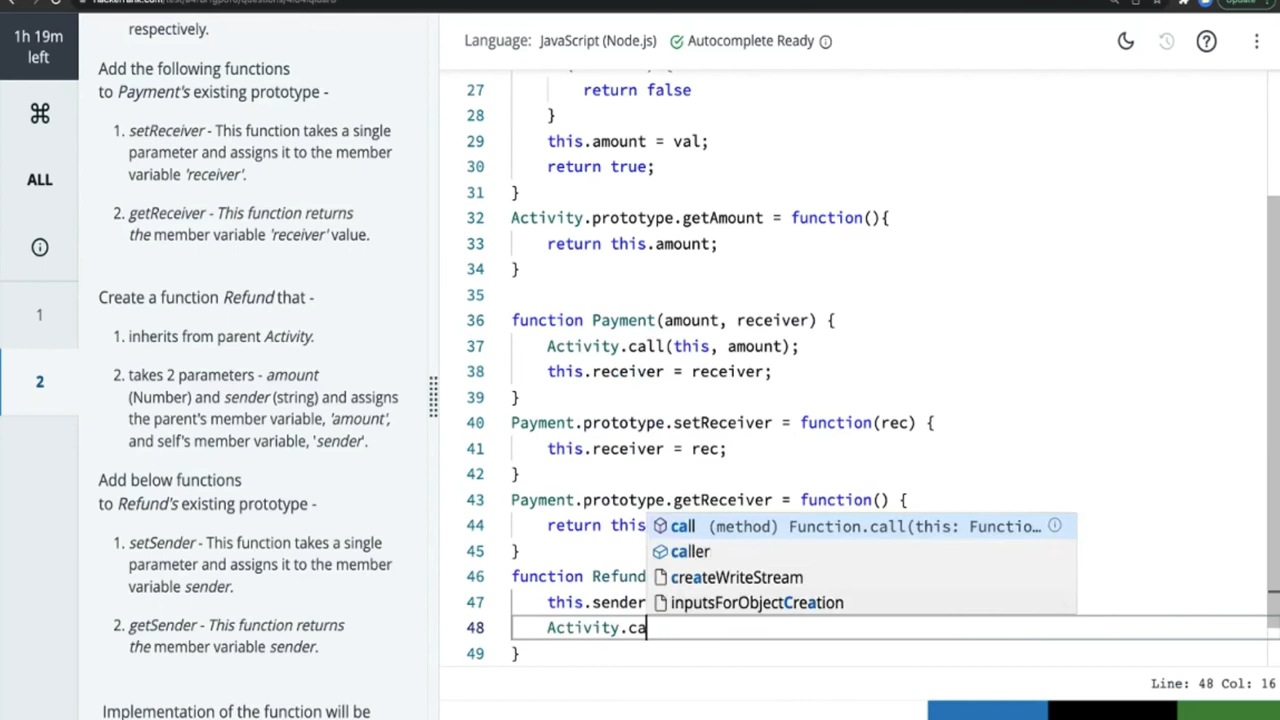 Update
1h 19m
left
ALL
1
2
respectively.
Add the following functions
to Payment's existing prototype -
1. setReceiver - This function takes a single
parameter and assigns it to the member
variable 'receiver'.
2. getReceiver - This function returns
the member variable 'receiver' value.
Create a function Refund that -
1. inherits from parent Activity.
2. takes 2 parameters - amount
(Number) and sender (string) and assigns
the parent's member variable, 'amount',
and self's member variable, 'sender'.
Add below functions
to Refund's existing prototype -
1. setSender - This function takes a single
parameter and assigns it to the member
variable sender.
2. getSender - This function returns
the member variable sender.
Implementation of the function will be
Language: JavaScript (Node.js) Autocomplete Ready
27 return false
28 }
29 this.amount = val;
30 return true;
31 }
32 Activity.prototype.getAmount = function(){
33 return this.amount;
34 }
35
36 function Payment(amount, receiver) {
37 Activity.call(this, amount);
38 this.receiver = receiver;
39 }
40 Payment.prototype.setReceiver = function(rec) {
41 this.receiver = rec;
42 }
43 Payment.prototype.getReceiver = function() {
44 return this
45 }
46 function Refund
47 this.sender
48 Activity.ca
49 }
call (method) Function.call(this: Functio…
caller
createWriteStream
inputsForObjectCreation
Line: 48 Col: 16